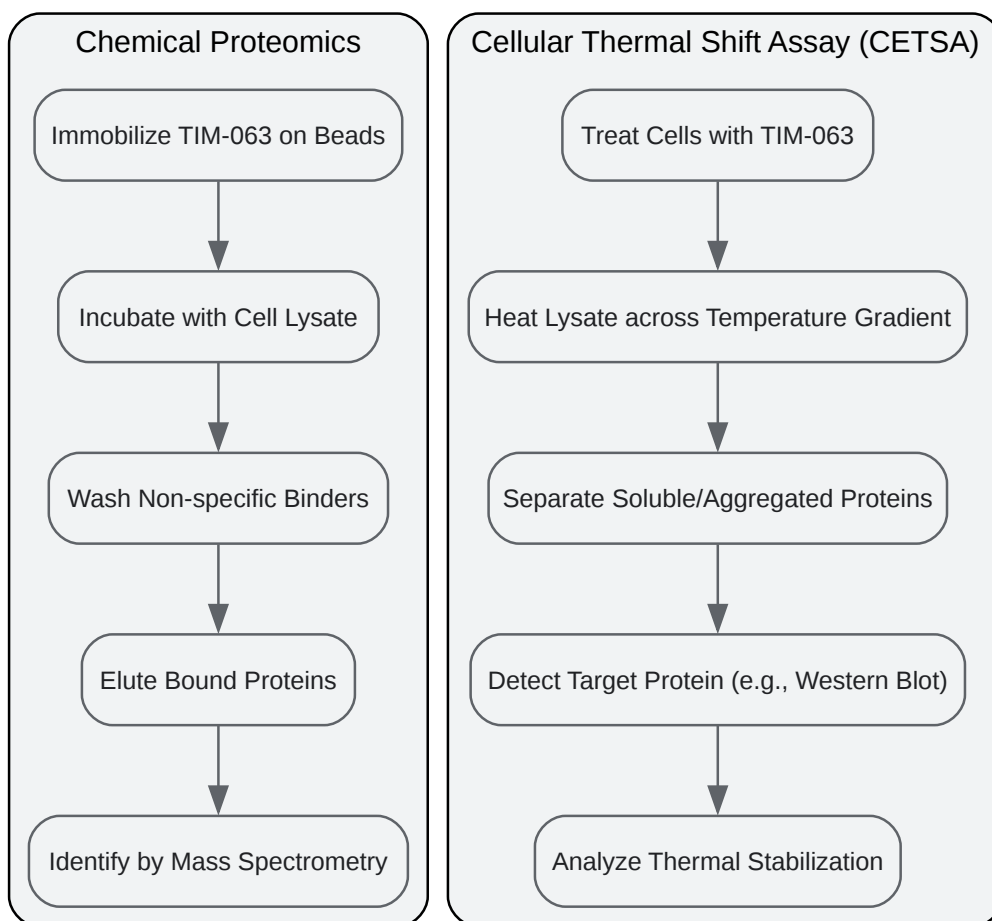 Chemical Proteomics
Immobilize TIM-063 on Beads
Incubate with Cell Lysate
Wash Non-specific Binders
Elute Bound Proteins
Identify by Mass Spectrometry
Cellular Thermal Shift Assay (CETSA)
Treat Cells with TIM-063
Heat Lysate across Temperature Gradient
Separate Soluble/Aggregated Proteins
Detect Target Protein (e.g., Western Blot)
Analyze Thermal Stabilization